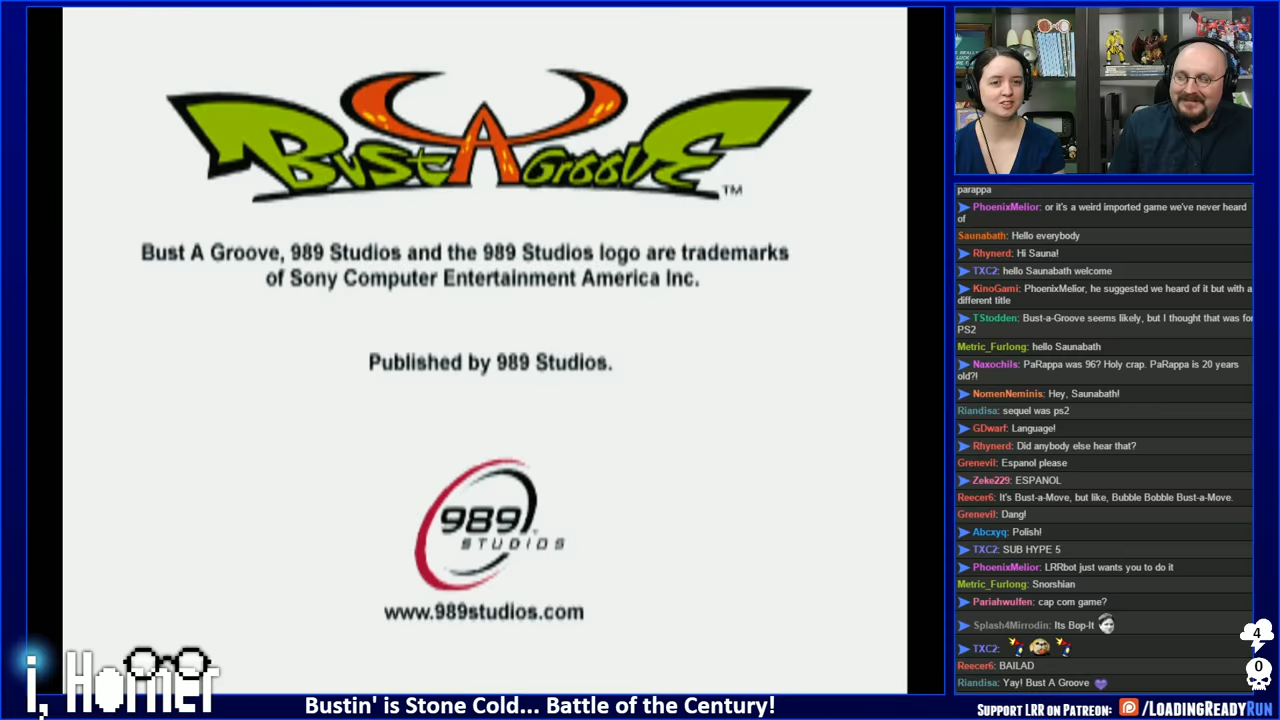 BUST A GROOVE™
Bust A Groove, 989 Studios and the 989 Studios logo are trademarks
of Sony Computer Entertainment America Inc.
Published by 989 Studios.
989
STUDIOS
www.989studios.com
parappa
PhoenixMelior: or it's a weird imported game we've never heard
of
Saunabath: Hello everybody
Rhynerd: Hi Sauna!
TXC2: hello Saunabath welcome
KinoGami: PhoenixMelior, he suggested we heard of it but with a
different title
TStodden: Bust-a-Groove seems likely, but I thought that was for
PS2
Metric_Furlong: hello Saunabath
Naxochils: PaRappa was 96? Holy crap. PaRappa is 20 years
old?!
NomenNeminis: Hey, Saunabath!
Riandisa: sequel was ps2
GDwarf: Language!
Rhynerd: Did anybody else hear that?
Grenevil: Espanol please
Zeke229: ESPANOL
Reecer6: It's Bust-a-Move, but like, Bubble Bobble Bust-a-Move.
Grenevil: Dang!
Abcxyq: Polish!
TXC2: SUB HYPE 5
PhoenixMelior: LRRbot just wants you to do it
Metric_Furlong: Snorshian
Pariahwulfen: cap com game?
Splash4Mirrodin: Its Bop-It
TXC2:
Reecer6: BAILAD
Riandisa: Yay! Bust A Groove
4
0
i, Horner
Bustin' is Stone Cold... Battle of the Century!
SUPPORT LRR ON PATREON: /LOADINGREADYRUN